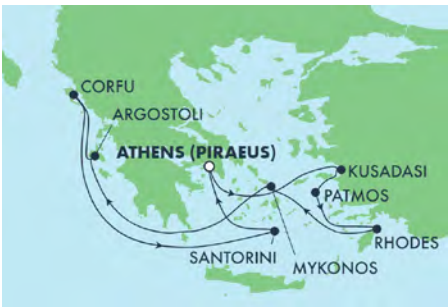 CORFU
ARGOSTOLI
ATHENS (PIRAEUS)
KUSADASI
PATMOS
RHODES
SANTORINI
MYKONOS